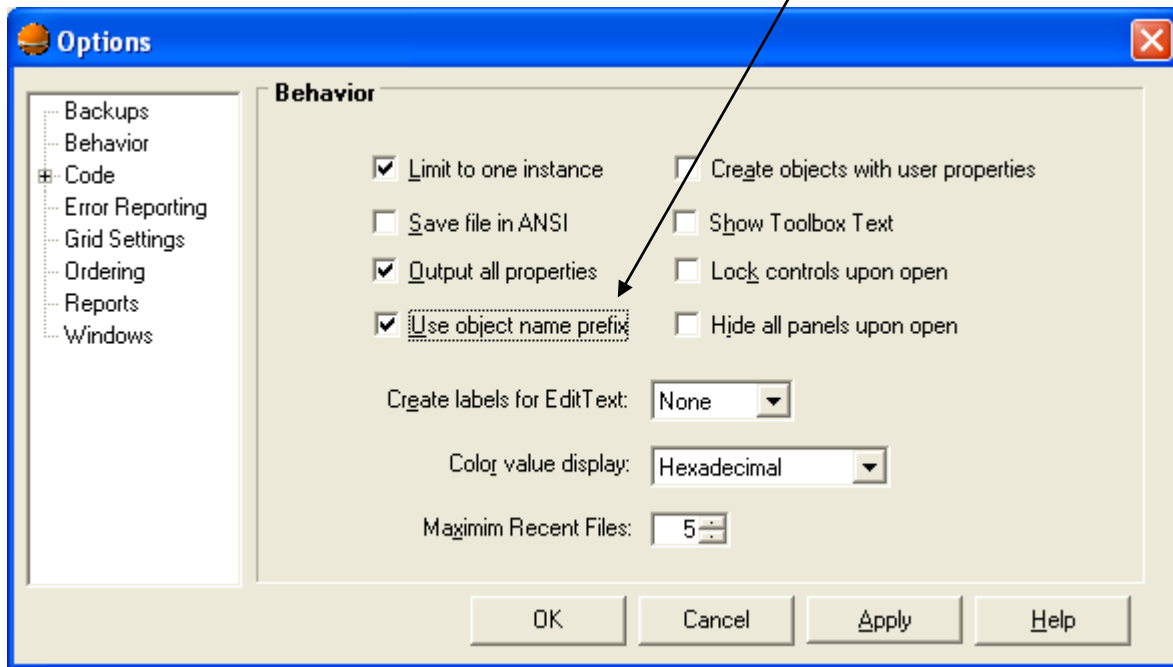 Options
Backups
Behavior
Code
Error Reporting
Grid Settings
Ordering
Reports
Windows
Behavior
Limit to one instance
Create objects with user properties
Save file in ANSI
Show Toolbox Text
Output all properties
Lock controls upon open
Use object name prefix
Hide all panels upon open
Create labels for EditText: None
Color value display: Hexadecimal
Maximim Recent Files: 5
OK Cancel Apply Help